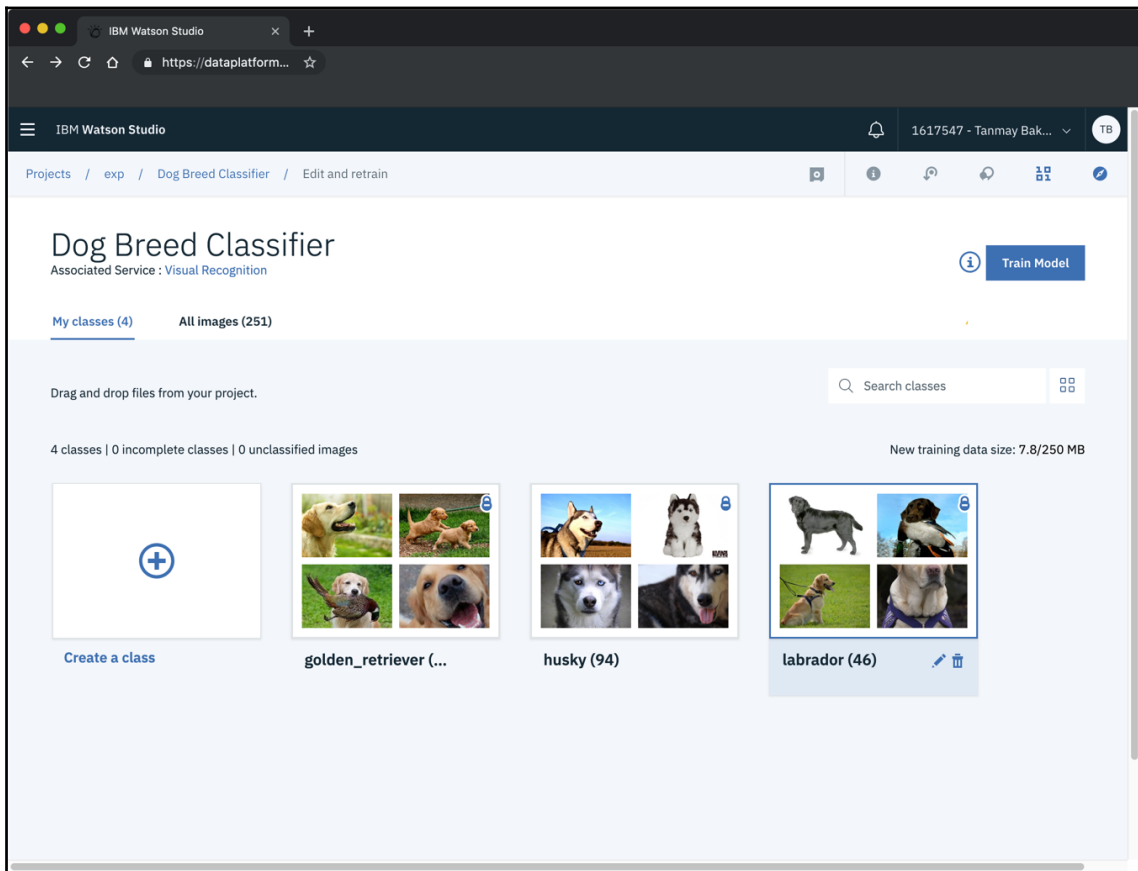 IBM Watson Studio
https://dataplatform...
IBM Watson Studio
1617547 - Tanmay Bak...
TB
Projects / exp / Dog Breed Classifier / Edit and retrain
Dog Breed Classifier
Associated Service : Visual Recognition
Train Model
My classes (4)
All images (251)
Drag and drop files from your project.
Search classes
4 classes | 0 incomplete classes | 0 unclassified images
New training data size: 7.8/250 MB
Create a class
golden_retriever (...
husky (94)
labrador (46)